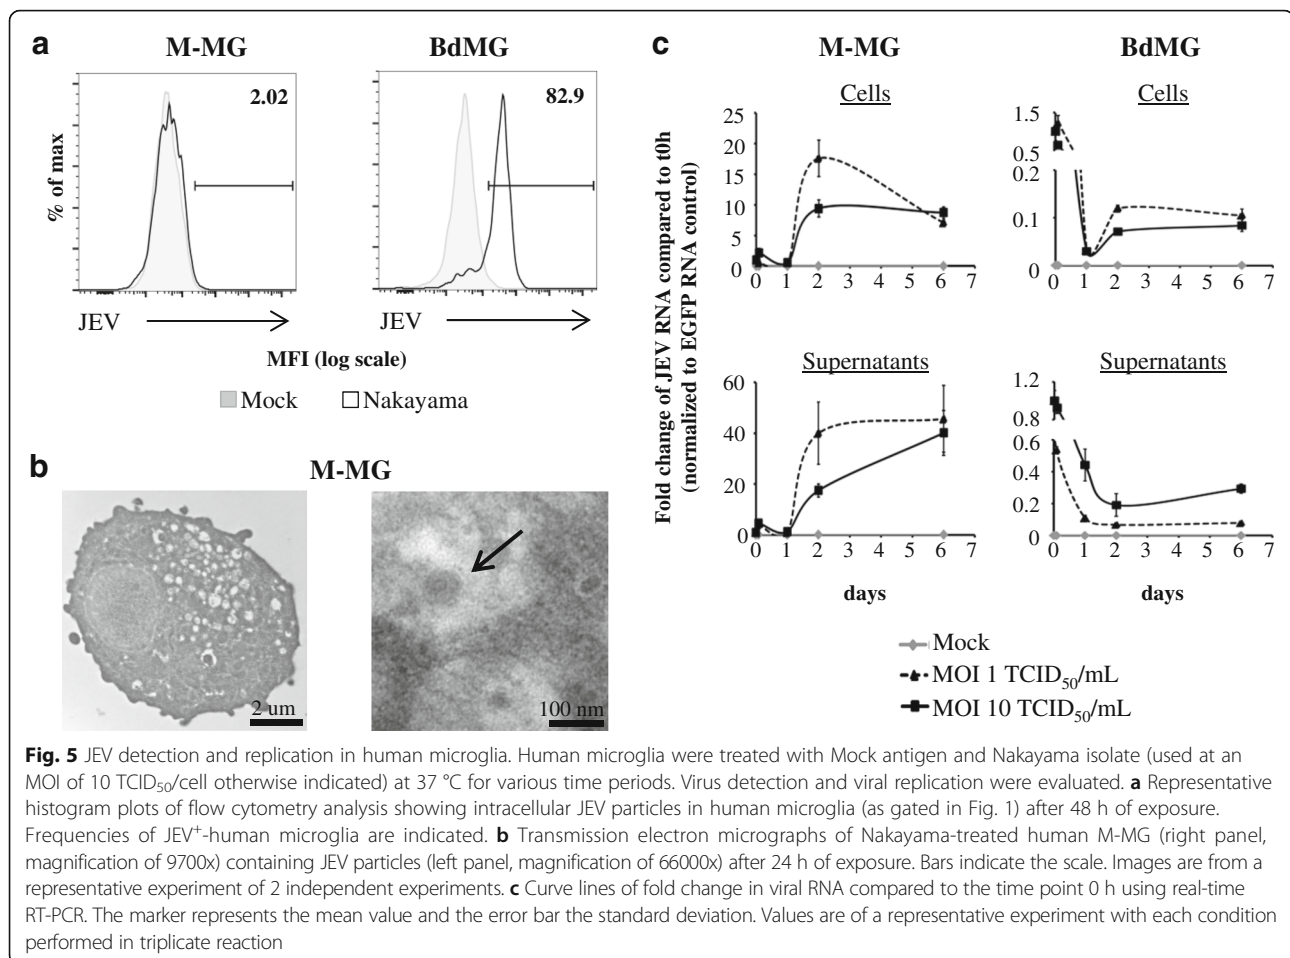 a
M-MG
BdMG
2.02
82.9
% of max
JEV
JEV
MFI (log scale)
Mock
Nakayama
b
M-MG
2 um
100 nm
c
M-MG
BdMG
Fold change of JEV RNA compared to t0h
(normalized to EGFP RNA control)
Cells
25
20
15
10
5
0
0 1 2 3 4 5 6 7
Cells
1.5
0.5
0.2
0.1
0
0 1 2 3 4 5 6 7
Supernatants
60
40
20
0
0 1 2 3 4 5 6 7
Supernatants
1.2
0.8
0.6
0.4
0.2
0
0 1 2 3 4 5 6 7
days
Mock
MOI 1 TCID50/mL
MOI 10 TCID50/mL
Fig. 5 JEV detection and replication in human microglia. Human microglia were treated with Mock antigen and Nakayama isolate (used at an
MOI of 10 TCID50/cell otherwise indicated) at 37 °C for various time periods. Virus detection and viral replication were evaluated. a Representative
histogram plots of flow cytometry analysis showing intracellular JEV particles in human microglia (as gated in Fig. 1) after 48 h of exposure.
Frequencies of JEV+-human microglia are indicated. b Transmission electron micrographs of Nakayama-treated human M-MG (right panel,
magnification of 9700x) containing JEV particles (left panel, magnification of 66000x) after 24 h of exposure. Bars indicate the scale. Images are from a
representative experiment of 2 independent experiments. c Curve lines of fold change in viral RNA compared to the time point 0 h using real-time
RT-PCR. The marker represents the mean value and the error bar the standard deviation. Values are of a representative experiment with each condition
performed in triplicate reaction